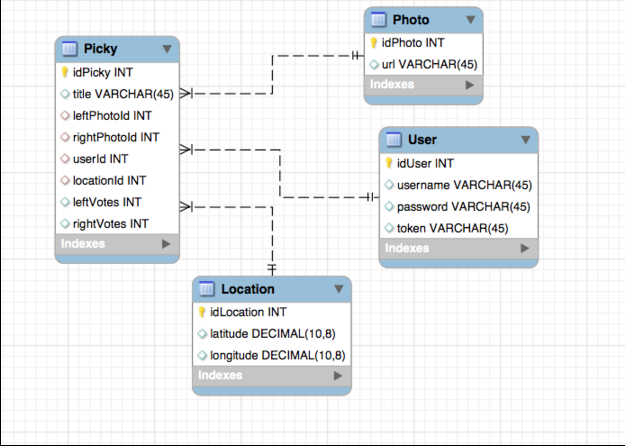 Picky
idPicky INT
title VARCHAR(45)
leftPhotoId INT
rightPhotoId INT
userId INT
locationId INT
leftVotes INT
rightVotes INT
Indexes
Photo
idPhoto INT
url VARCHAR(45)
Indexes
User
idUser INT
username VARCHAR(45)
password VARCHAR(45)
token VARCHAR(45)
Indexes
Location
idLocation INT
latitude DECIMAL(10,8)
longitude DECIMAL(10,8)
Indexes